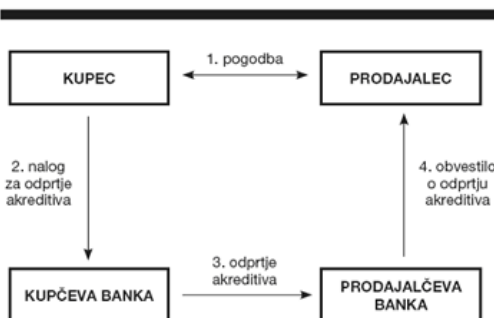 1. pogodba
KUPEC
PRODAJALEC
2. nalog
za odprtje
akreditiva
4. obvestilo
o odprtju
akreditiva
3. odprtje
akreditiva
KUPČEVA BANKA
PRODAJALČEVA
BANKA